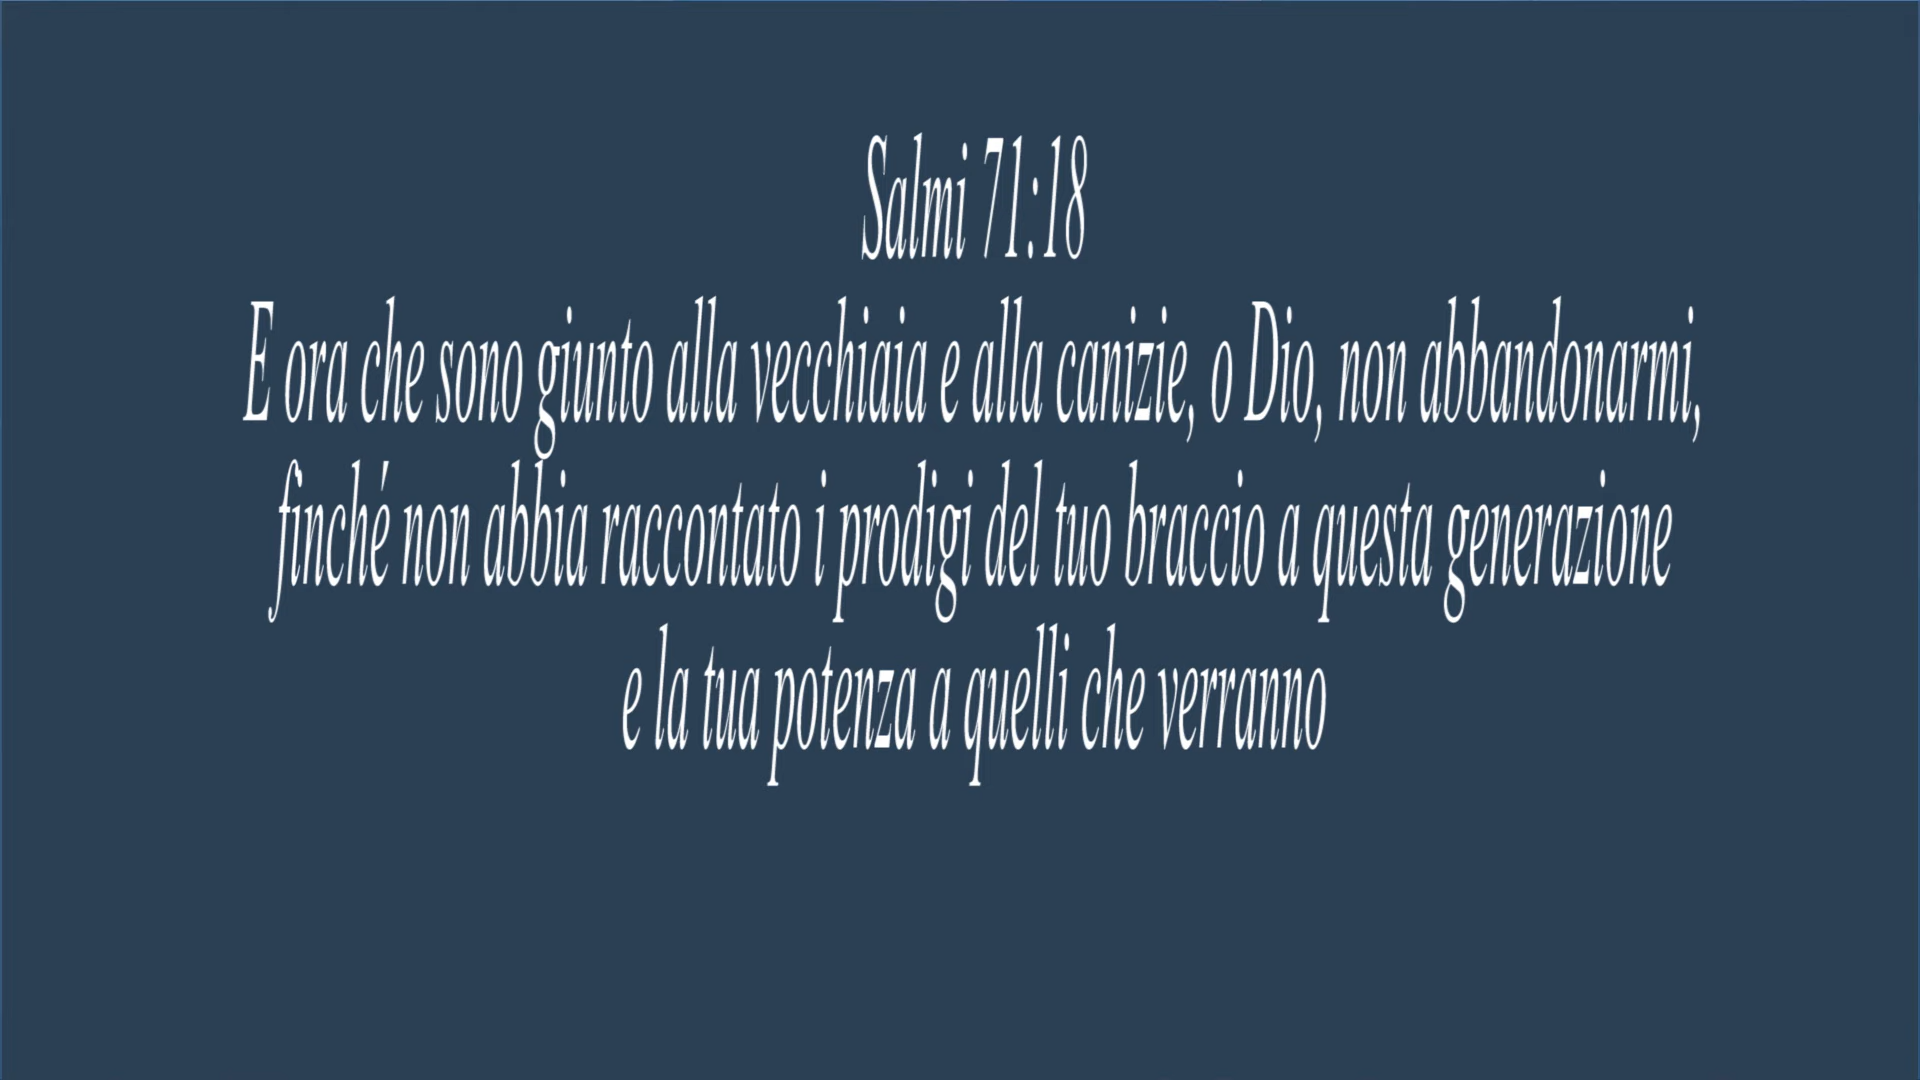 Salmi 71:18
E ora che sono giunto alla vecchiaia e alla canizie, o Dio, non abbandonarmi,
finché non abbia raccontato i prodigi del tuo braccio a questa generazione
e la tua potenza a quelli che verranno